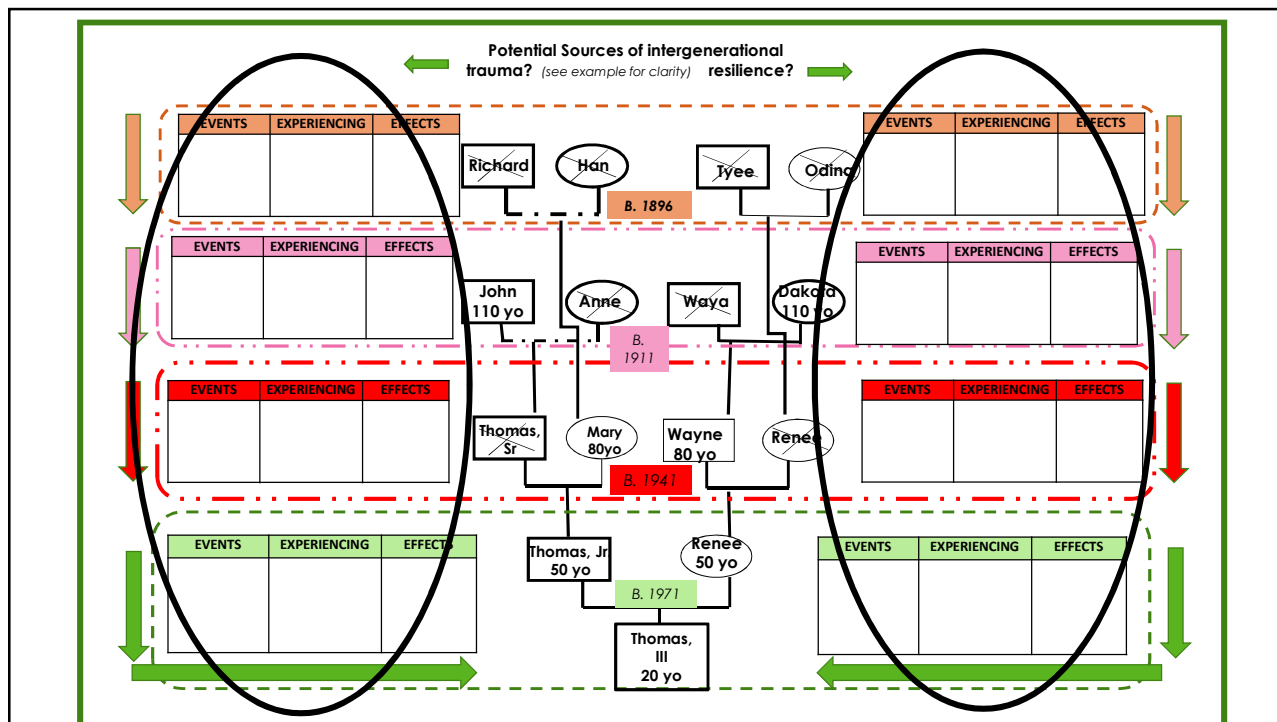 Potential Sources of intergenerational
trauma? (see example for clarity) resilience?
EVENTS EXPERIENCING EFFECTS
EVENTS EXPERIENCING EFFECTS
Richard
Han
Tyee
Odina
B. 1896
EVENTS EXPERIENCING EFFECTS
EVENTS EXPERIENCING EFFECTS
John
110 yo
Anne
Waya
Dakota
110 yo
B.
1911
EVENTS EXPERIENCING EFFECTS
EVENTS EXPERIENCING EFFECTS
Thomas,
Sr
Mary
80yo
Wayne
80 yo
Renee
B. 1941
EVENTS EXPERIENCING EFFECTS
EVENTS EXPERIENCING EFFECTS
Thomas, Jr
50 yo
Renee
50 yo
B. 1971
Thomas,
III
20 yo